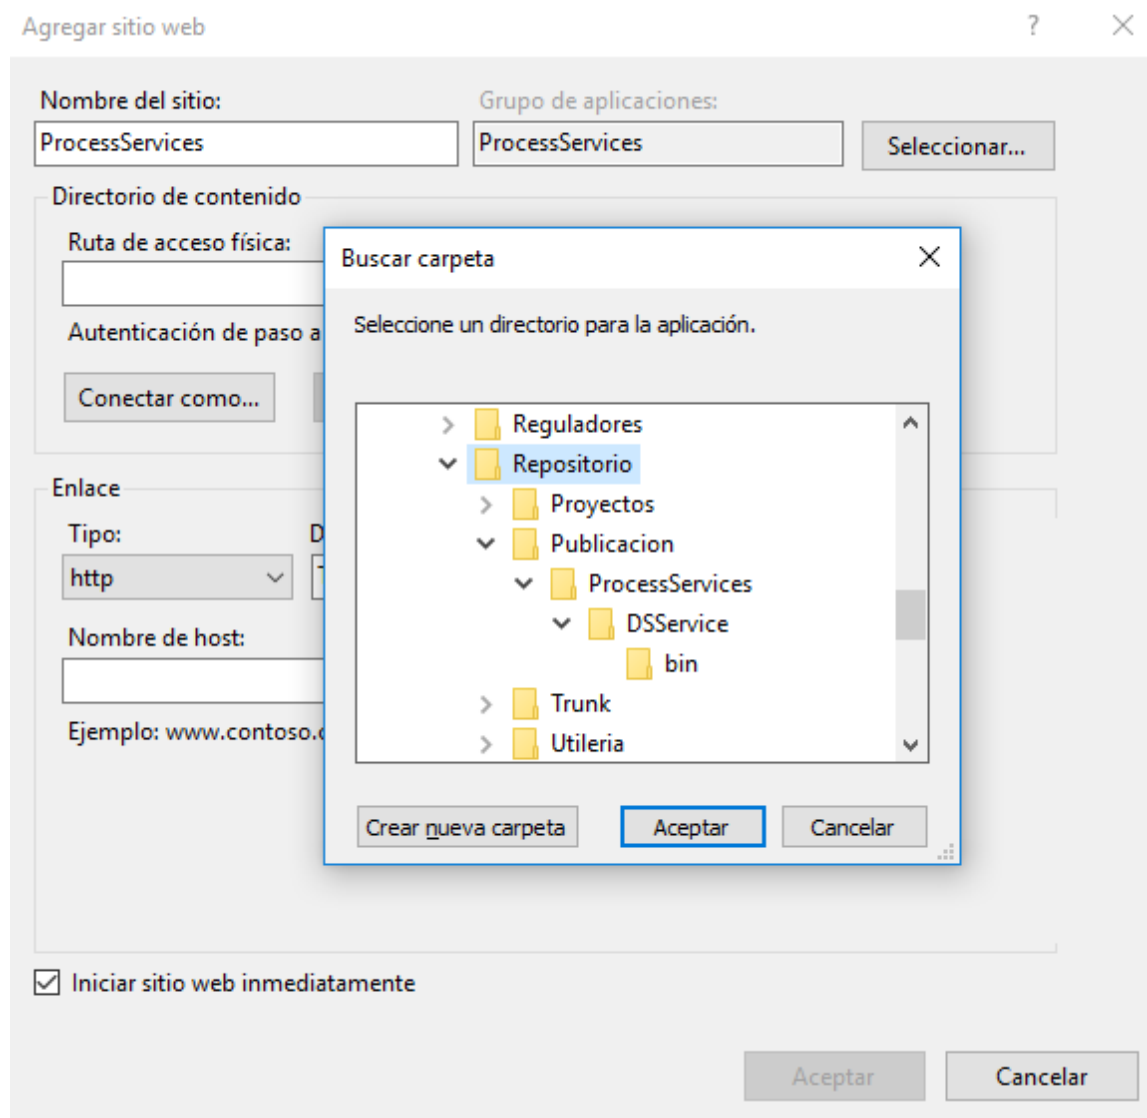 Agregar sitio web
Nombre del sitio:
Grupo de aplicaciones:
ProcessServices
ProcessServices
Seleccionar...
Directorio de contenido
Ruta de acceso física:
Autenticación de paso a
Conectar como...
Enlace
Tipo:
D
http
Nombre de host:
Ejemplo: www.contoso.c
Buscar carpeta
Seleccione un directorio para la aplicación.
Reguladores
Repositorio
Proyectos
Publicacion
ProcessServices
DSService
bin
Trunk
Utileria
Crear nueva carpeta
Aceptar
Cancelar
Iniciar sitio web inmediatamente
Aceptar
Cancelar